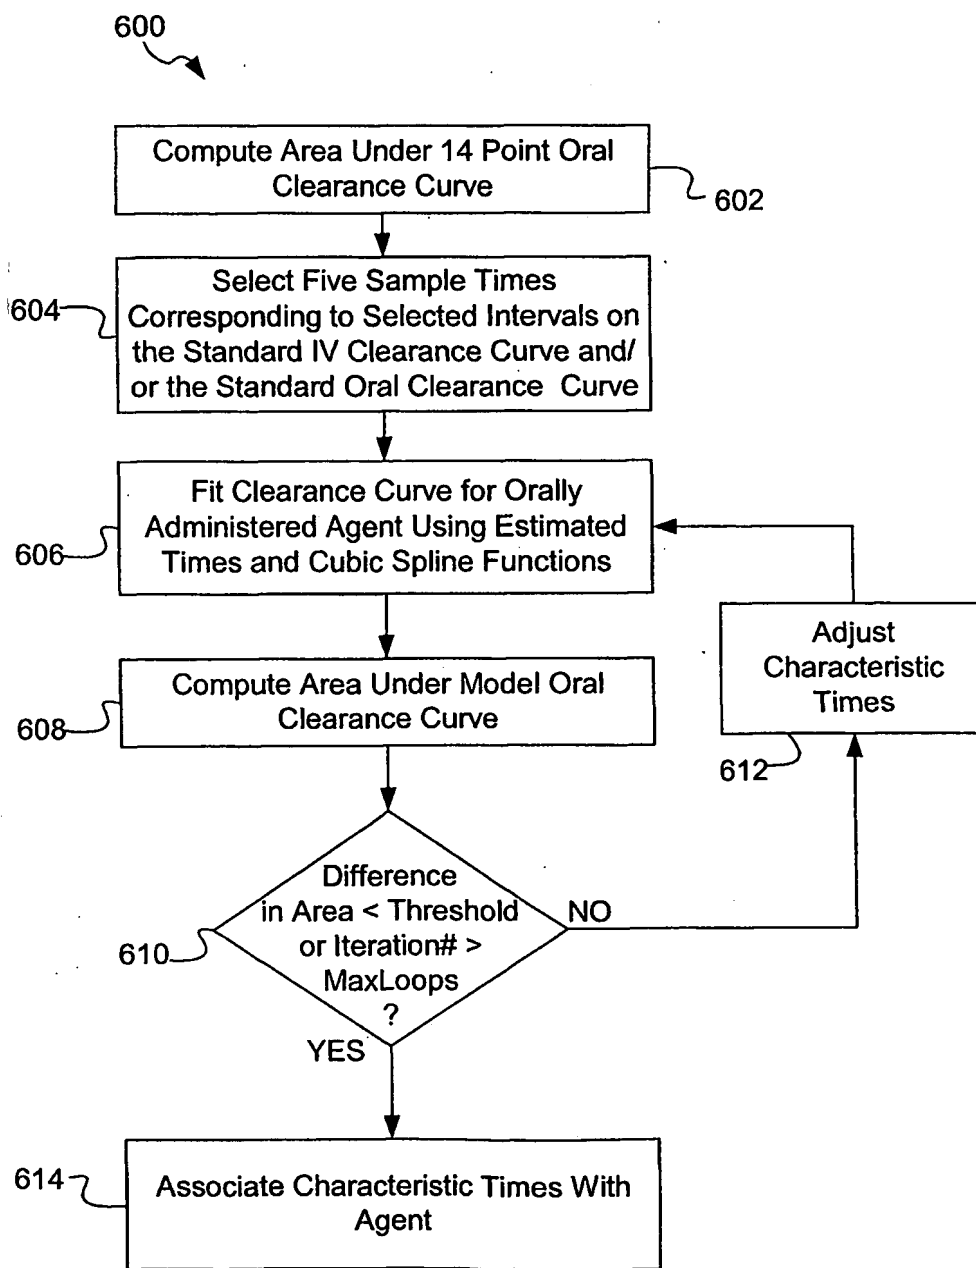 600
Compute Area Under 14 Point Oral
Clearance Curve
602
Select Five Sample Times
Corresponding to Selected Intervals on
the Standard IV Clearance Curve and/
or the Standard Oral Clearance Curve
604
Fit Clearance Curve for Orally
Administered Agent Using Estimated
Times and Cubic Spline Functions
606
Adjust
Characteristic
Times
612
Compute Area Under Model Oral
Clearance Curve
608
Difference
in Area < Threshold
or Iteration# >
MaxLoops
?
610
NO
YES
614
Associate Characteristic Times With
Agent